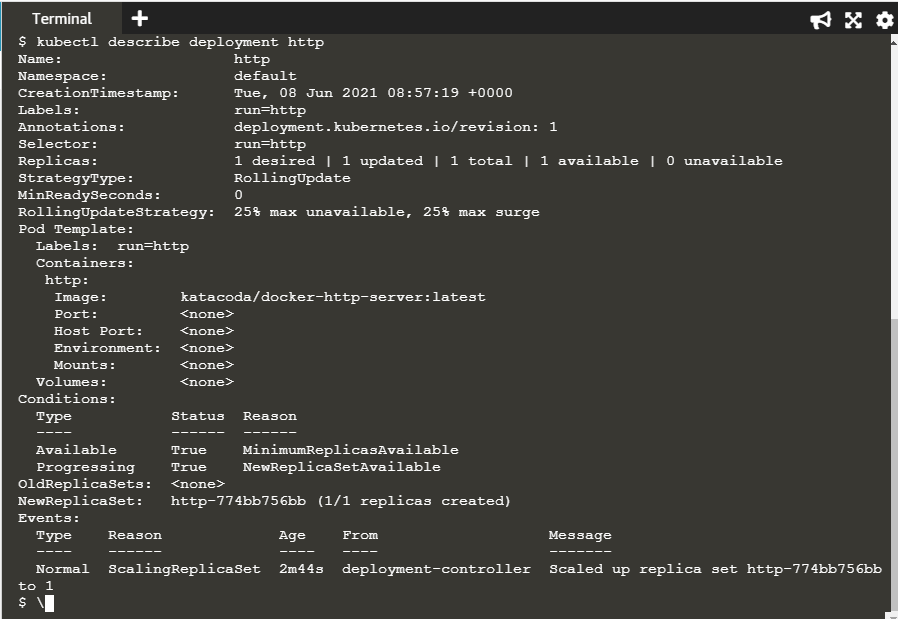 Terminal
$ kubectl describe deployment http
Name:                   http
Namespace:              default
CreationTimestamp:      Tue, 08 Jun 2021 08:57:19 +0000
Labels:                 run=http
Annotations:            deployment.kubernetes.io/revision: 1
Selector:               run=http
Replicas:               1 desired | 1 updated | 1 total | 1 available | 0 unavailable
StrategyType:           RollingUpdate
MinReadySeconds:        0
RollingUpdateStrategy:  25% max unavailable, 25% max surge
Pod Template:
  Labels:  run=http
  Containers:
   http:
    Image:        katacoda/docker-http-server:latest
    Port:         <none>
    Host Port:    <none>
    Environment:  <none>
    Mounts:       <none>
  Volumes:        <none>
Conditions:
  Type           Status  Reason
  ----           ------  ------
  Available      True    MinimumReplicasAvailable
  Progressing    True    NewReplicaSetAvailable
OldReplicaSets:  <none>
NewReplicaSet:   http-774bb756bb (1/1 replicas created)
Events:
  Type    Reason             Age    From                   Message
  ----    ------             ----   ----                   -------
  Normal  ScalingReplicaSet  2m44s  deployment-controller  Scaled up replica set http-774bb756bb
to 1
$ \